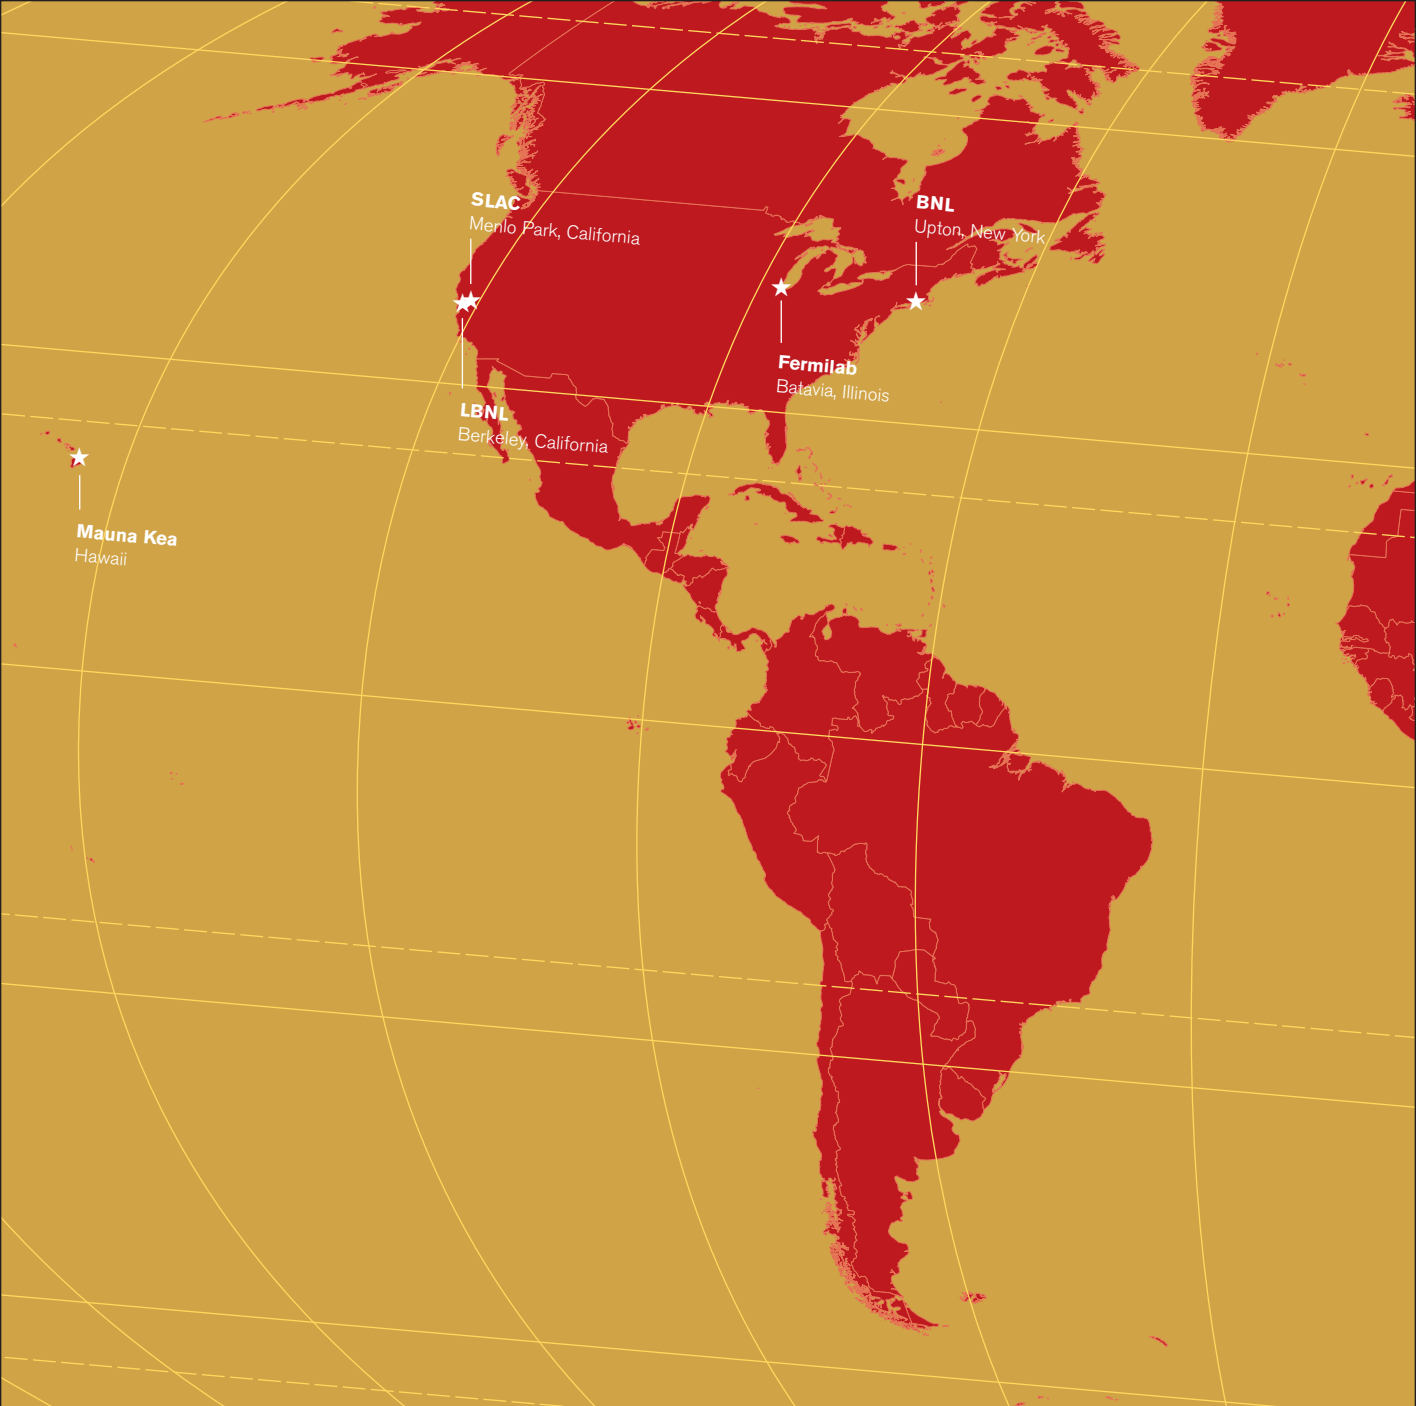 SLAC
Menlo Park, California
BNL
Upton, New York
Fermilab
Batavia, Illinois
LBNL
Berkeley, California
Mauna Kea
Hawaii